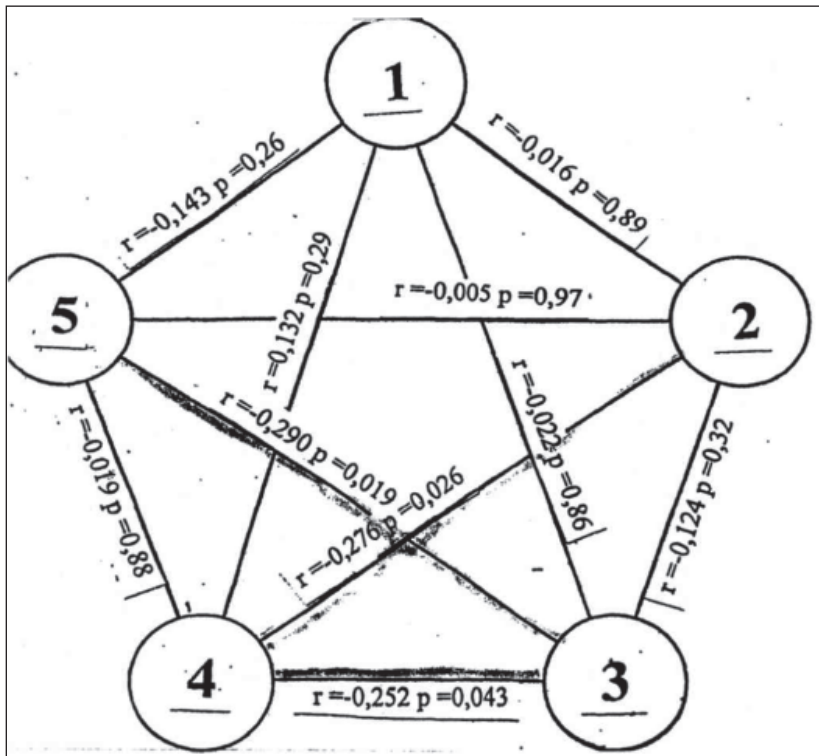 1
r =-0,143 p =0,26
r =-0,016 p =0,89
r =0,132 p =0,29
r =-0,005 p =0,97
5
2
r =-0,290 p =0,019
r =-0,022 p =0,86
r =-0,019 p =0,88
r =-0,276 p =0,026
r =-0,124 p =0,32
4
3
r =-0,252 p =0,043